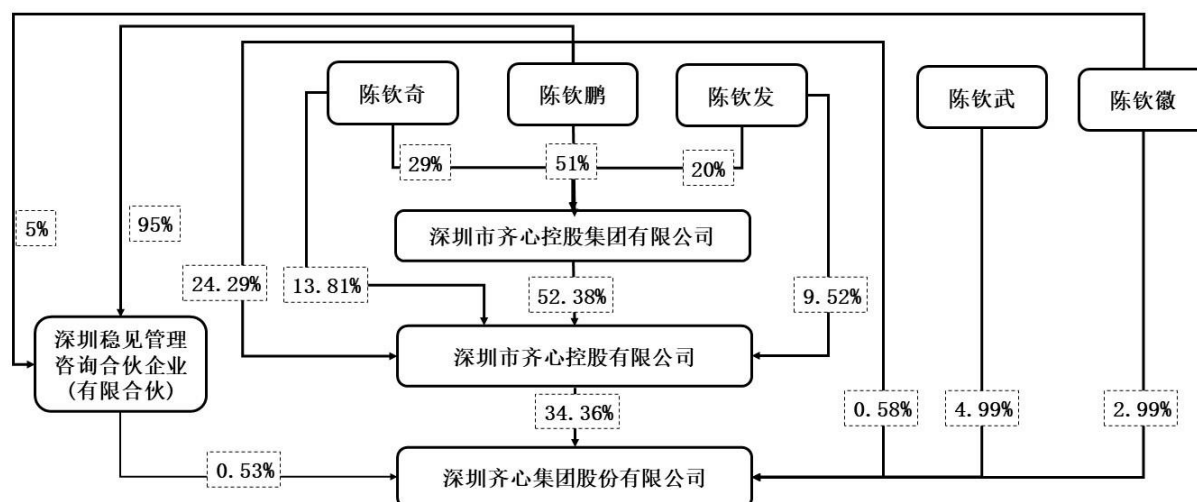 陈钦奇
陈钦鹏
陈钦发
陈钦武
陈钦徽
29%
51%
20%
5%
95%
深圳市齐心控股集团有限公司
24.29%
13.81%
52.38%
9.52%
深圳稳见管理
咨询合伙企业
(有限合伙)
深圳市齐心控股有限公司
34.36%
0.58%
4.99%
2.99%
0.53%
深圳齐心集团股份有限公司